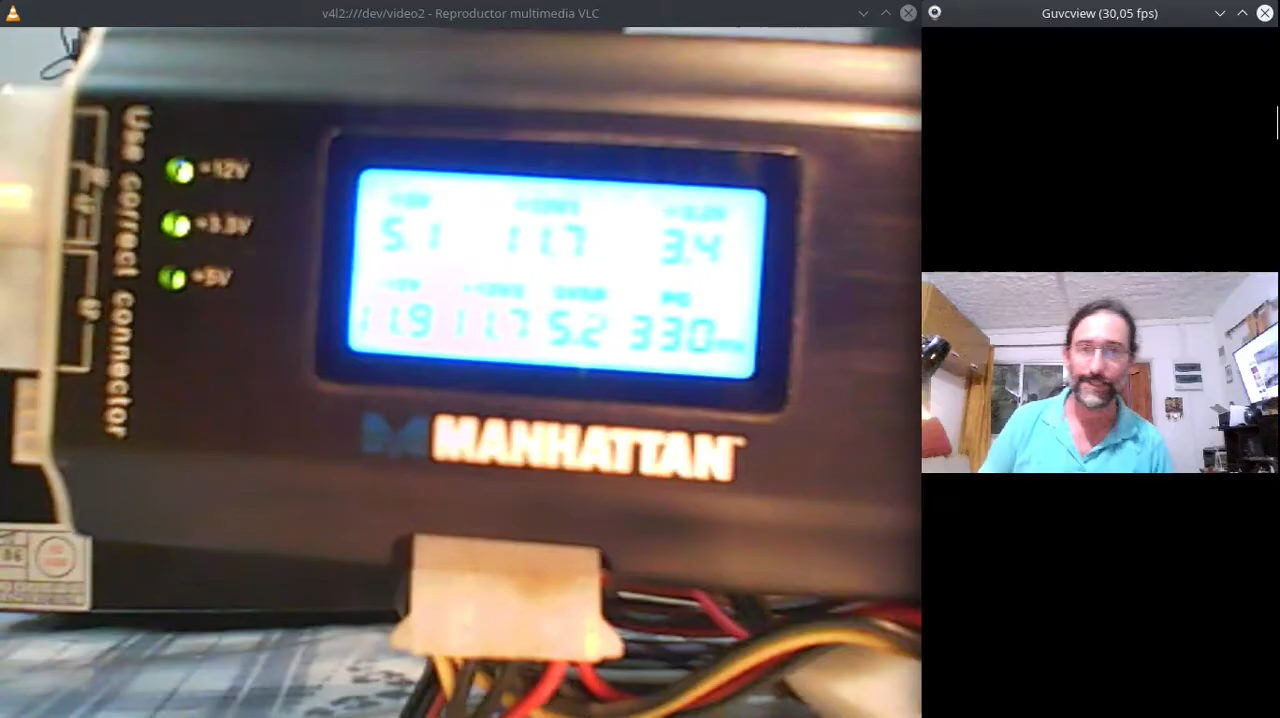 v4l2:///dev/video2 - Reproductor multimedia VLC
Guvcview (30,05 fps)
Use correct connector
+12V
+3.3V
+5V
5.1 11.7 3.4
11.9 11.7 5.2 330ms
MANHATTAN